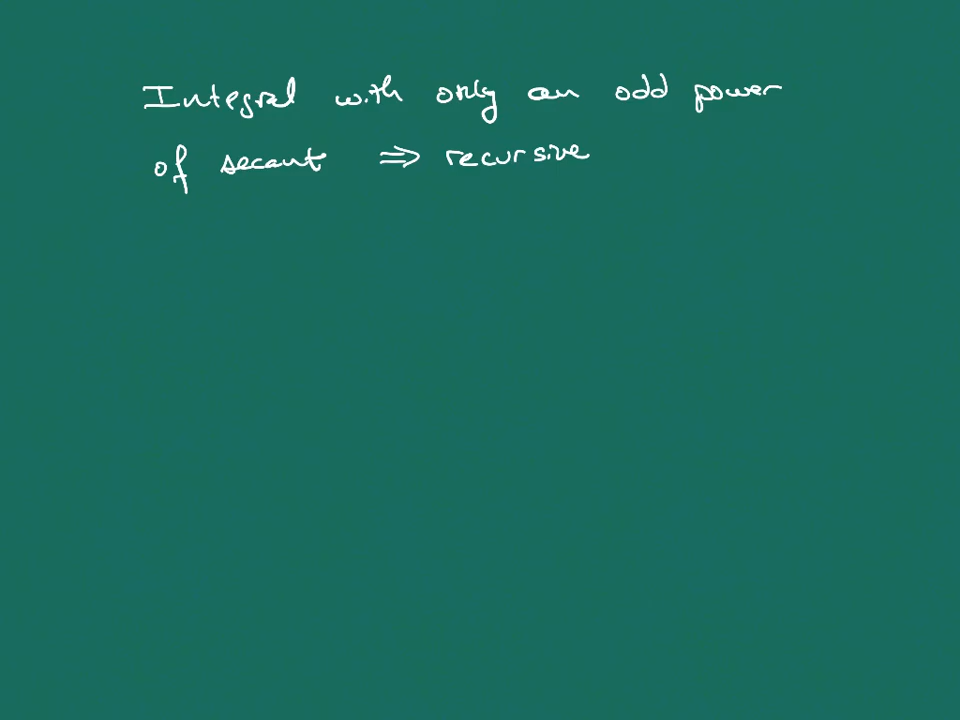 Integral with only an odd power
of secant ⇒ recursive